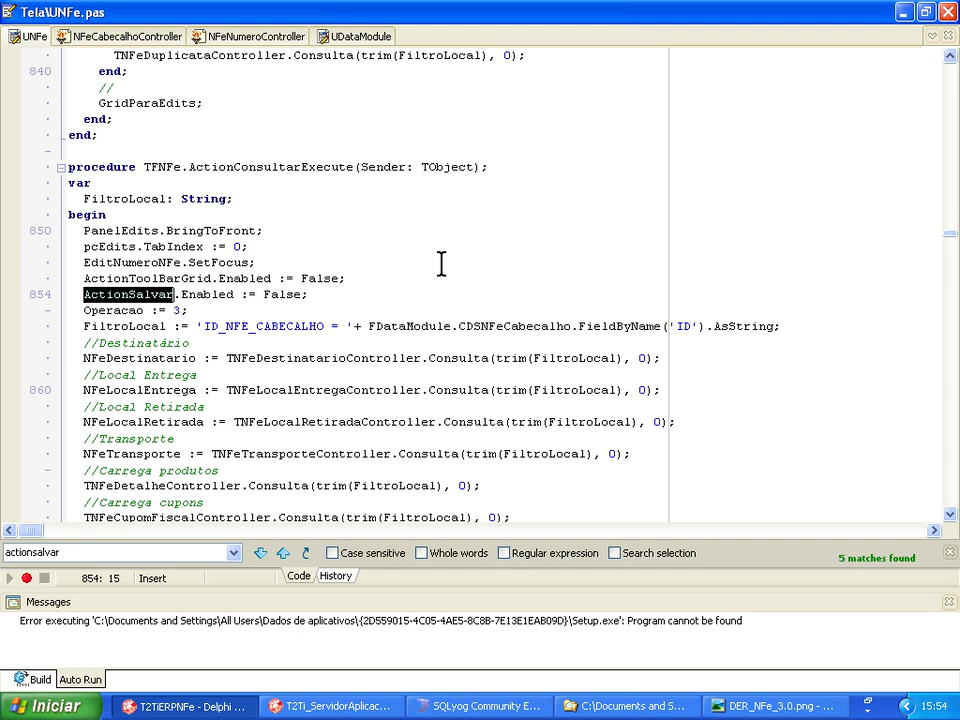 Tela\UNFe.pas
UNFe NFeCabecalhoController NFeNumeroController UDataModule
TNFeDuplicataController.Consulta(trim(FiltroLocal), 0);
840 end;
//
GridParaEdits;
end;
end;
procedure TFNFe.ActionConsultarExecute(Sender: TObject);
var
FiltroLocal: String;
begin
850 PanelEdits.BringToFront;
pcEdits.TabIndex := 0;
EditNumeroNFe.SetFocus;
ActionToolBarGrid.Enabled := False;
854 ActionSalvar.Enabled := False;
Operacao := 3;
FiltroLocal := 'ID_NFE_CABECALHO = '+ FDataModule.CDSNFeCabecalho.FieldByName('ID').AsString;
//Destinatário
NFeDestinatario := TNFeDestinatarioController.Consulta(trim(FiltroLocal), 0);
//Local Entrega
860 NFeLocalEntrega := TNFeLocalEntregaController.Consulta(trim(FiltroLocal), 0);
//Local Retirada
NFeLocalRetirada := TNFeLocalRetiradaController.Consulta(trim(FiltroLocal), 0);
//Transporte
NFeTransporte := TNFeTransporteController.Consulta(trim(FiltroLocal), 0);
//Carrega produtos
TNFeDetalheController.Consulta(trim(FiltroLocal), 0);
//Carrega cupons
TNFeCupomFiscalController.Consulta(trim(FiltroLocal), 0);
actionsalvar Case sensitive Whole words Regular expression Search selection 5 matches found
854: 15 Insert Code History
Messages
Error executing 'C:\Documents and Settings\All Users\Dados de aplicativos\{2D559015-4C05-4AE5-8C8B-7E13E1EAB09D}\Setup.exe': Program cannot be found
Build Auto Run
Iniciar T2TiERPNFe - Delphi ... T2Ti_ServidorAplicac... SQLyog Community E... C:\Documents and S... DER_NFe_3.0.png - ... 15:54